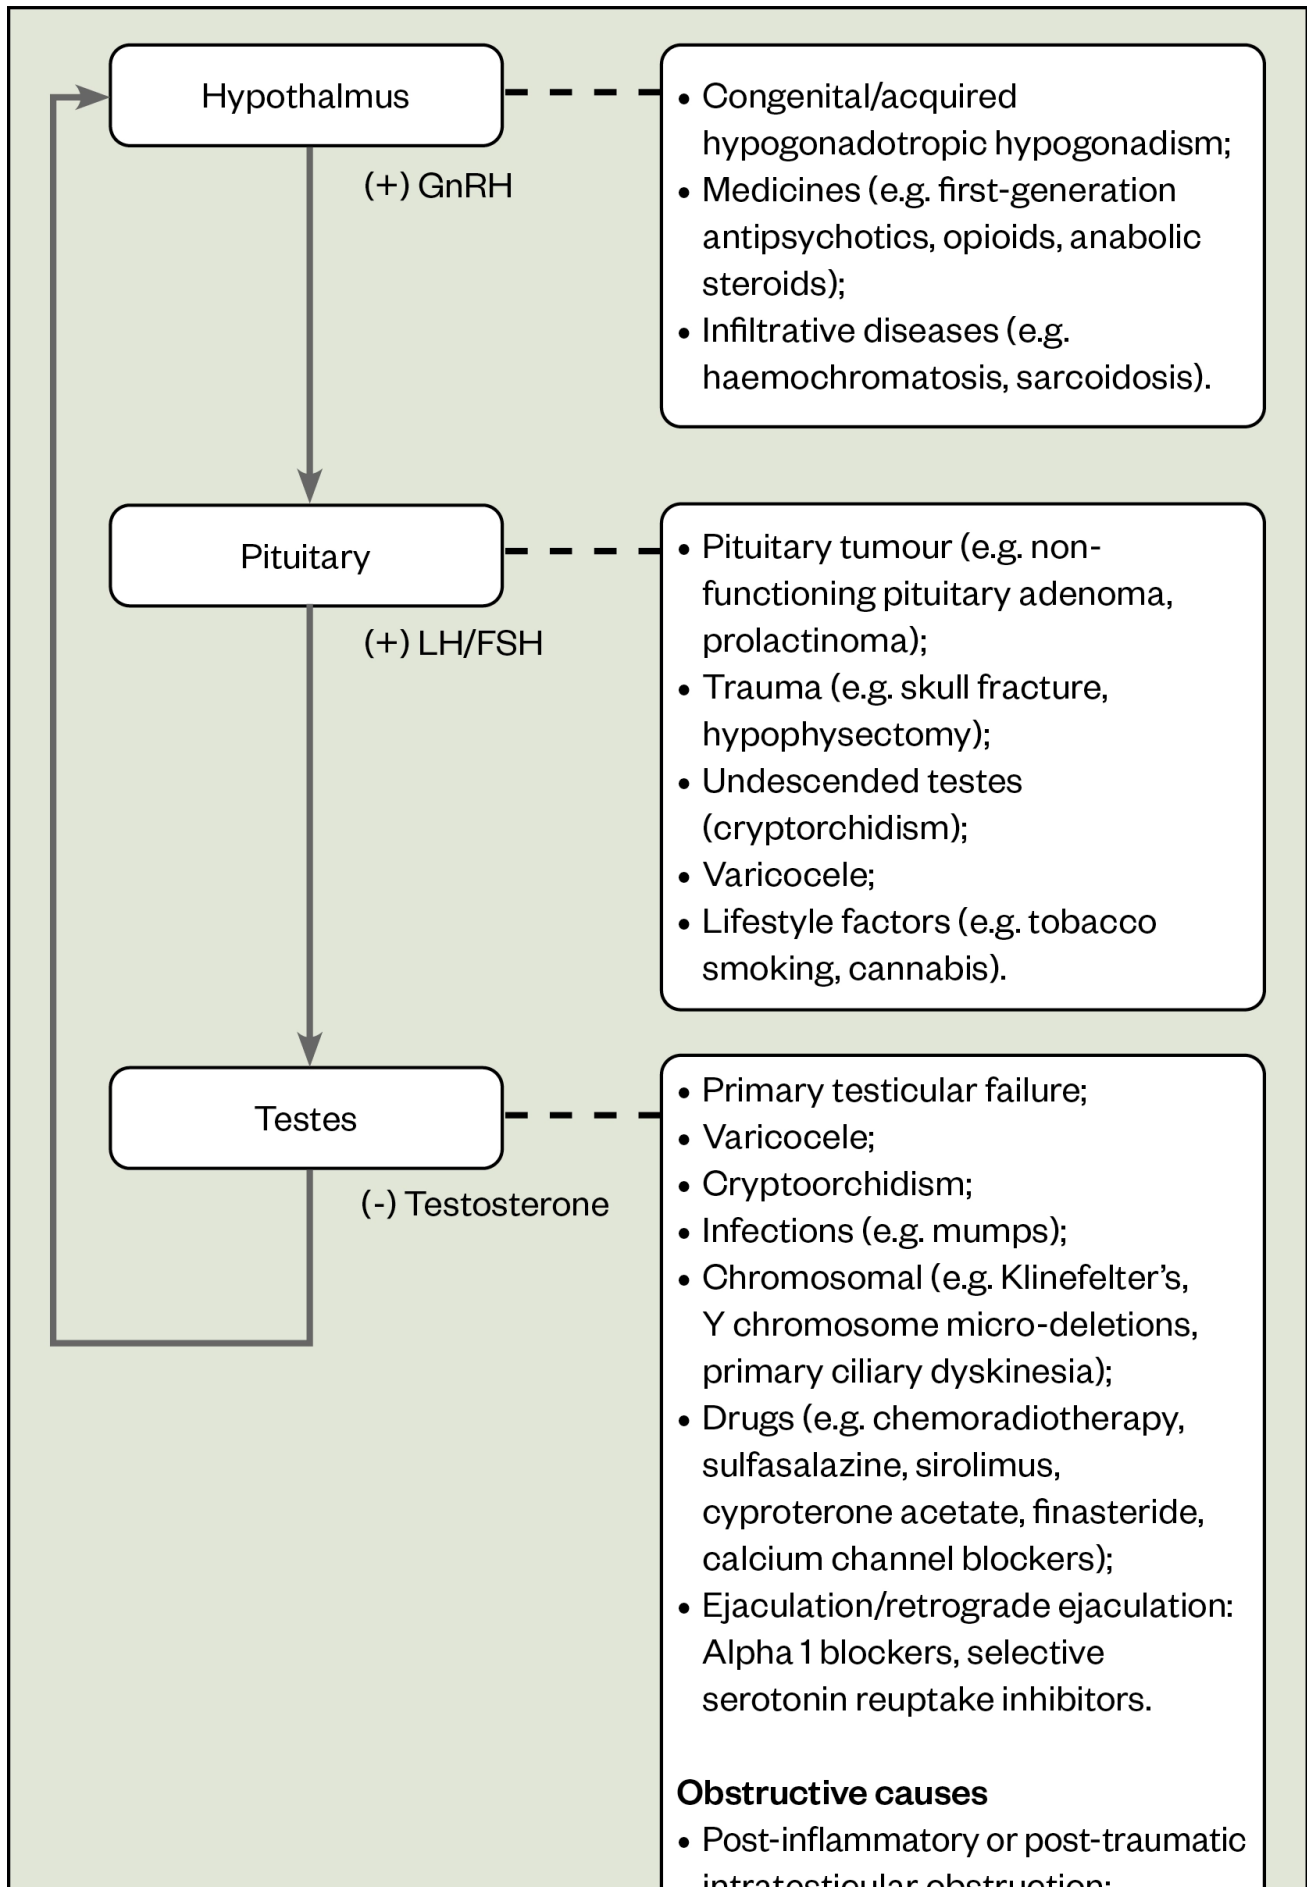 Hypothalmus
(+) GnRH
• Congenital/acquired
hypogonadotropic hypogonadism;
• Medicines (e.g. first-generation
antipsychotics, opioids, anabolic
steroids);
• Infiltrative diseases (e.g.
haemochromatosis, sarcoidosis).
Pituitary
(+) LH/FSH
• Pituitary tumour (e.g. non-
functioning pituitary adenoma,
prolactinoma);
• Trauma (e.g. skull fracture,
hypophysectomy);
• Undescended testes
(cryptorchidism);
• Varicocele;
• Lifestyle factors (e.g. tobacco
smoking, cannabis).
Testes
(-) Testosterone
• Primary testicular failure;
• Varicocele;
• Cryptoorchidism;
• Infections (e.g. mumps);
• Chromosomal (e.g. Klinefelter’s,
Y chromosome micro-deletions,
primary ciliary dyskinesia);
• Drugs (e.g. chemoradiotherapy,
sulfasalazine, sirolimus,
cyproterone acetate, finasteride,
calcium channel blockers);
• Ejaculation/retrograde ejaculation:
Alpha 1 blockers, selective
serotonin reuptake inhibitors.
Obstructive causes
• Post-inflammatory or post-traumatic
intratesticular obstruction;